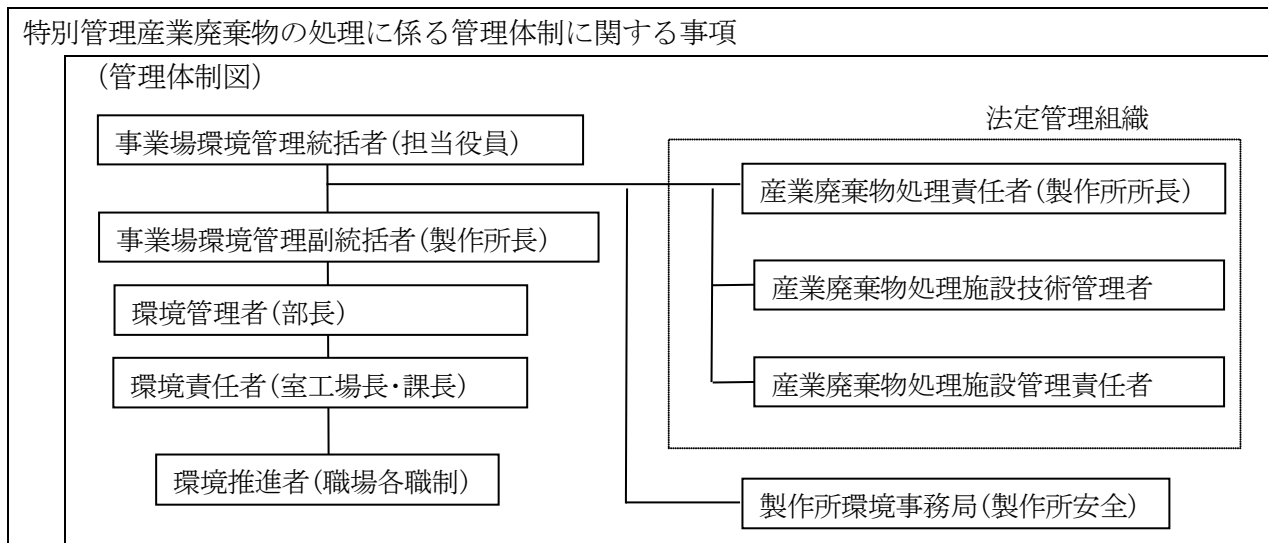 特別管理産業廃棄物の処理に係る管理体制に関する事項
(管理体制図)
事業場環境管理統括者(担当役員)
事業場環境管理副統括者(製作所長)
環境管理者(部長)
環境責任者(室工場長・課長)
環境推進者(職場各職制)
法定管理組織
産業廃棄物処理責任者(製作所所長)
産業廃棄物処理施設技術管理者
産業廃棄物処理施設管理責任者
製作所環境事務局(製作所安全)